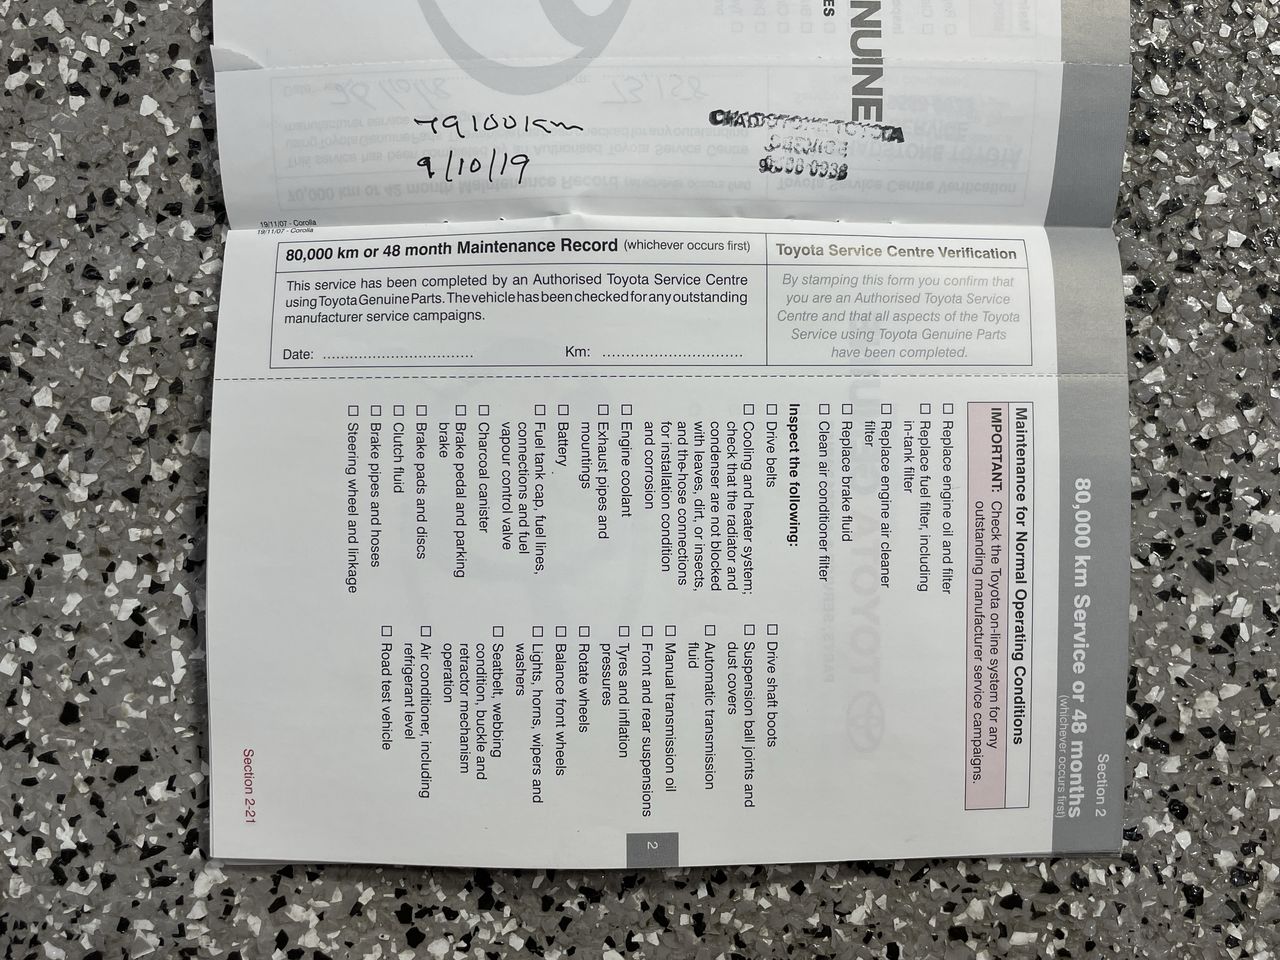 NUINE
79100km
9/10/19
CHADSTONE TOYOTA
SERVICE
19/11/07 - Corolla
19/11/07 - Corolla
80,000 km or 48 month Maintenance Record (whichever occurs first)
This service has been completed by an Authorised Toyota Service Centre
using Toyota Genuine Parts. The vehicle has been checked for any outstanding
manufacturer service campaigns.
Date: ................................
Km: ..............................
Toyota Service Centre Verification
By stamping this form you confirm that
you are an Authorised Toyota Service
Centre and that all aspects of the Toyota
Service using Toyota Genuine Parts
have been completed.
Section 2
80,000 km Service or 48 months
(whichever occurs first)
Maintenance for Normal Operating Conditions
IMPORTANT: Check the Toyota on-line system for any
outstanding manufacturer service campaigns.
☐ Replace engine oil and filter
☐ Replace fuel filter, including
in-tank filter
☐ Replace engine air cleaner
filter
☐ Replace brake fluid
☐ Clean air conditioner filter
Inspect the following:
☐ Drive belts
☐ Cooling and heater system;
check that the radiator and
condenser are not blocked
with leaves, dirt, or insects,
and the hose connections
for installation condition
and corrosion
☐ Engine coolant
☐ Exhaust pipes and
mountings
☐ Battery
☐ Fuel tank cap, fuel lines,
connections and fuel
vapour control valve
☐ Charcoal canister
☐ Brake pedal and parking
brake
☐ Brake pads and discs
☐ Clutch fluid
☐ Brake pipes and hoses
☐ Steering wheel and linkage
☐ Drive shaft boots
☐ Suspension ball joints and
dust covers
☐ Automatic transmission
fluid
☐ Manual transmission oil
☐ Front and rear suspensions
☐ Tyres and inflation
pressures
☐ Rotate wheels
☐ Balance front wheels
☐ Lights, horns, wipers and
washers
☐ Seatbelt, webbing
condition, buckle and
retractor mechanism
operation
☐ Air conditioner, including
refrigerant level
☐ Road test vehicle
2
Section 2-21